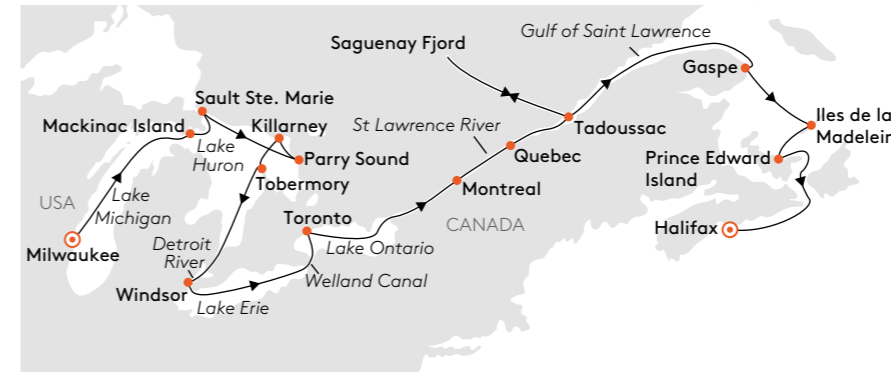 Gulf of Saint Lawrence
Saguenay Fjord
Gaspe
Sault Ste. Marie
Mackinac Island
Killarney
St Lawrence River
Iles de la
Madelein
Lake
Huron
Parry Sound
Tadoussac
Quebec
Prince Edward
Island
Tobermory
Montreal
USA
Lake
Michigan
Toronto
CANADA
Halifax
Milwaukee
Detroit
River
Lake Ontario
Welland Canal
Windsor
Lake Erie